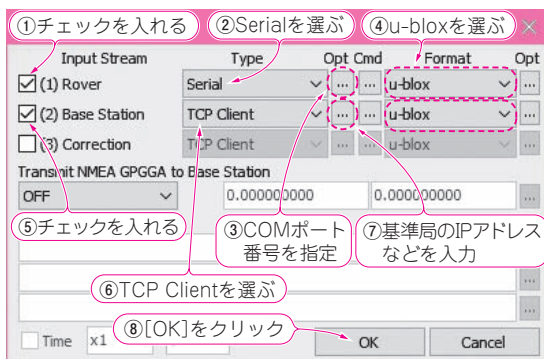 ①チェックを入れる
②Serialを選ぶ
④u-bloxを選ぶ
Input Stream Type Opt Cmd Format Opt
(1) Rover Serial ... ... u-blox ...
(2) Base Station TCP Client ... ... u-blox ...
(3) Correction TCP Client ... ... u-blox ...
Transmit NMEA GPGGA to Base Station
OFF 0.000000000 0.000000000 ...
⑤チェックを入れる
③COMポート
番号を指定
⑦基準局のIPアドレス
などを入力
⑥TCP Clientを選ぶ
...
...
⑧[OK]をクリック
Time x1 OK Cancel